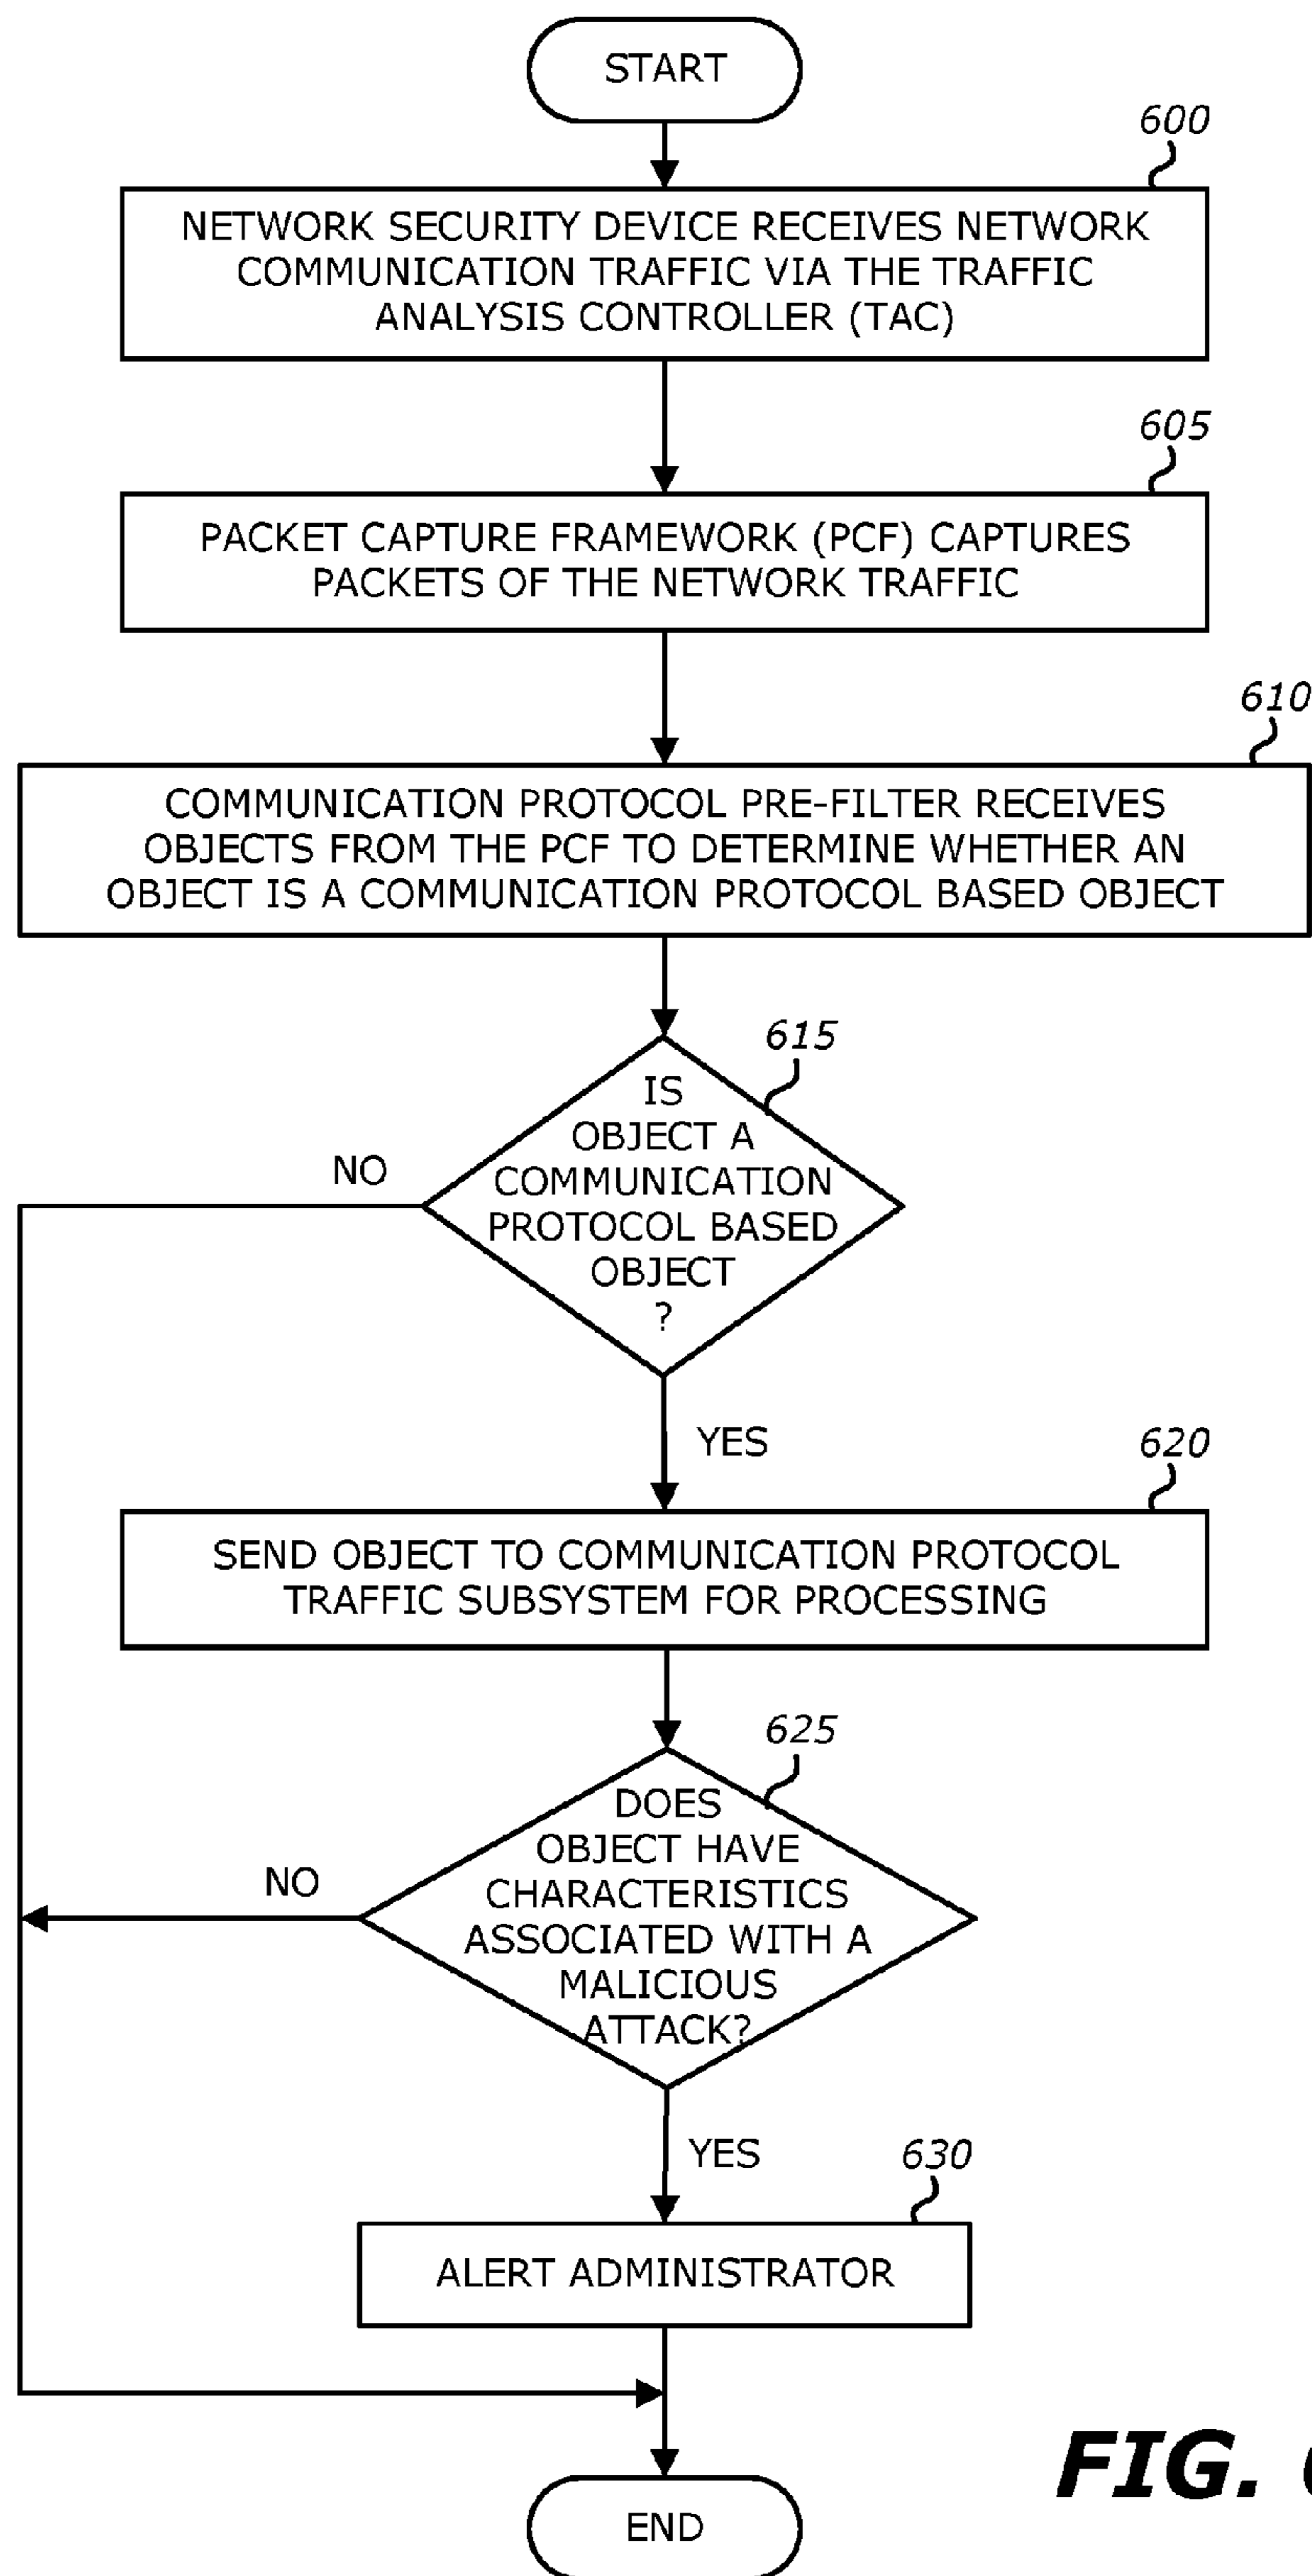 START
600
NETWORK SECURITY DEVICE RECEIVES NETWORK
COMMUNICATION TRAFFIC VIA THE TRAFFIC
ANALYSIS CONTROLLER (TAC)
605
PACKET CAPTURE FRAMEWORK (PCF) CAPTURES
PACKETS OF THE NETWORK TRAFFIC
610
COMMUNICATION PROTOCOL PRE-FILTER RECEIVES
OBJECTS FROM THE PCF TO DETERMINE WHETHER AN
OBJECT IS A COMMUNICATION PROTOCOL BASED OBJECT
615
IS
OBJECT A
COMMUNICATION
PROTOCOL BASED
OBJECT
?
NO
YES
620
SEND OBJECT TO COMMUNICATION PROTOCOL
TRAFFIC SUBSYSTEM FOR PROCESSING
625
DOES
OBJECT HAVE
CHARACTERISTICS
ASSOCIATED WITH A
MALICIOUS
ATTACK?
NO
YES
630
ALERT ADMINISTRATOR
FIG.
END